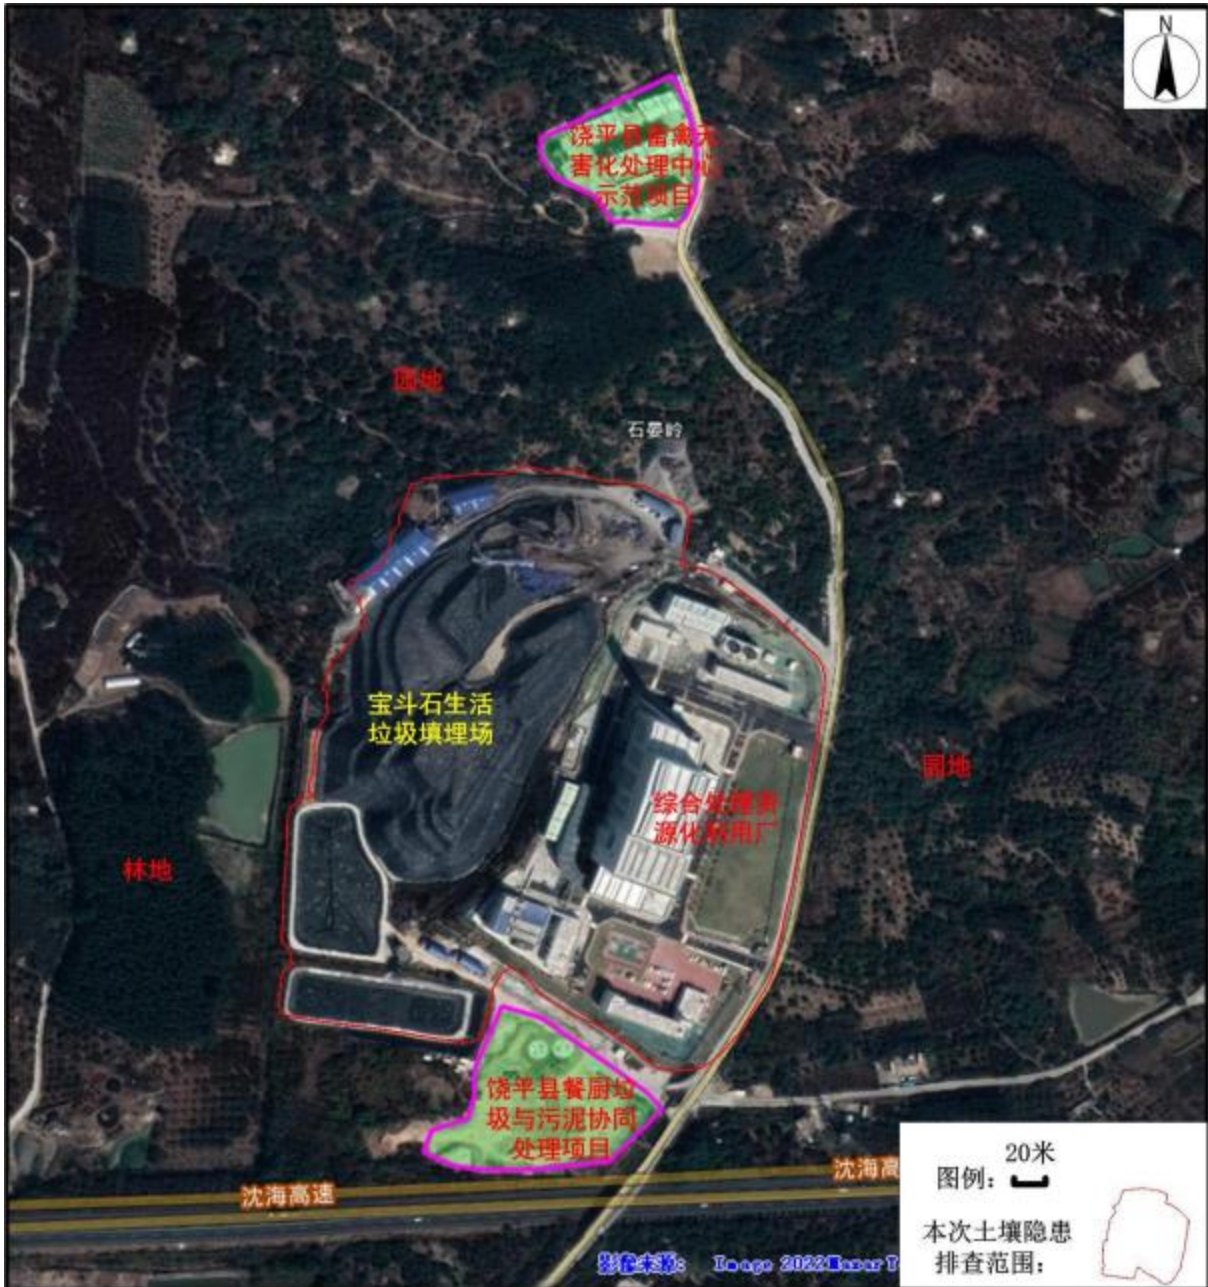 N
饶平县畜禽无
害化处理中心
示范项目
园地
石晏岭
宝斗石生活
垃圾填埋场
园地
综合处理资
源化利用厂
林地
饶平县餐厨垃
圾与污泥协同
处理项目
沈海高速
沈海高
20米
图例：
本次土壤隐患
排查范围：
影像来源： Image 2022 Maxar T